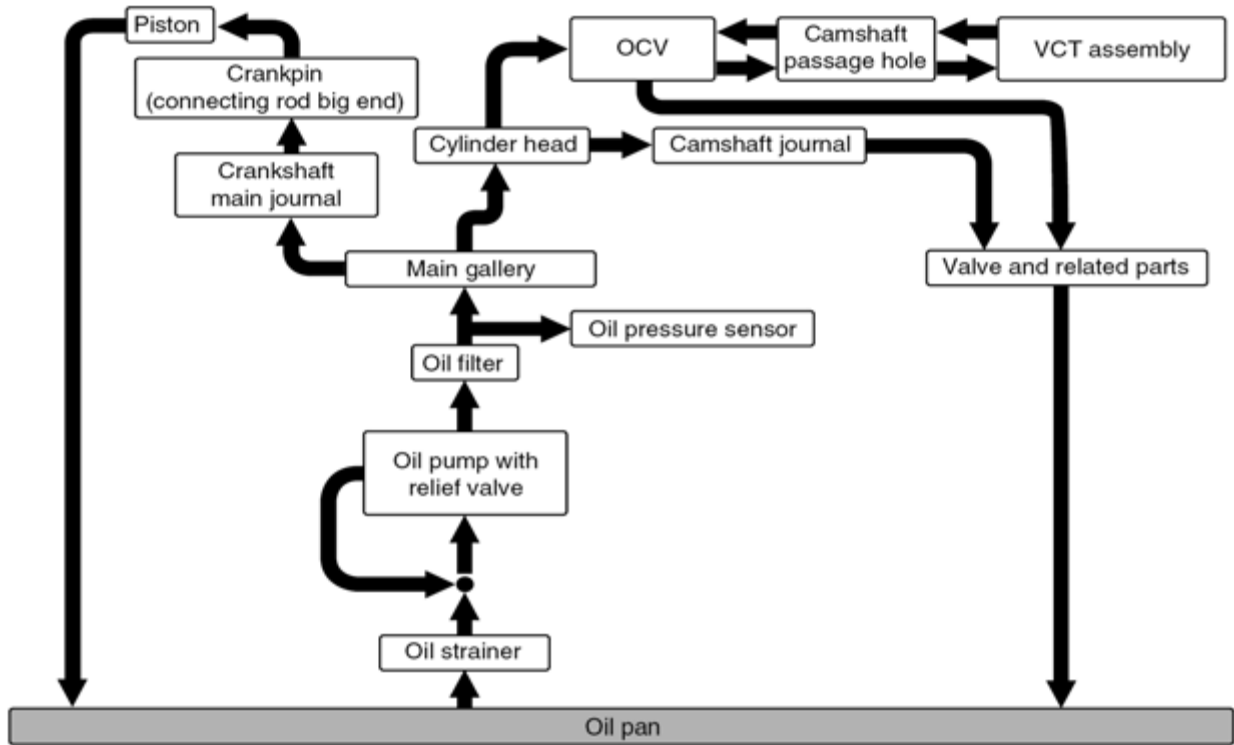 Piston
OCV
Camshaft
passage hole
VCT assembly
Crankpin
(connecting rod big end)
Cylinder head
Camshaft journal
Crankshaft
main journal
Main gallery
Valve and related parts
Oil pressure sensor
Oil filter
Oil pump with
relief valve
Oil strainer
Oil pan